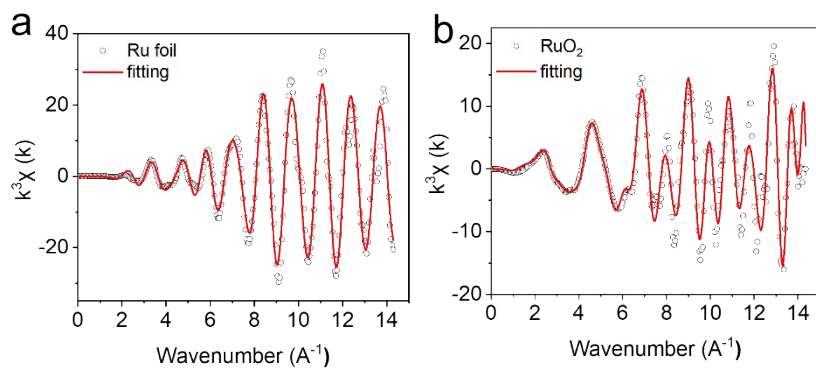 a
Ru foil
fitting
k³χ (k)
40
20
0
-20
0 2 4 6 8 10 12 14
Wavenumber (A⁻¹)
b
RuO₂
fitting
k³χ (k)
20
10
0
-10
-20
0 2 4 6 8 10 12 14
Wavenumber (A⁻¹)